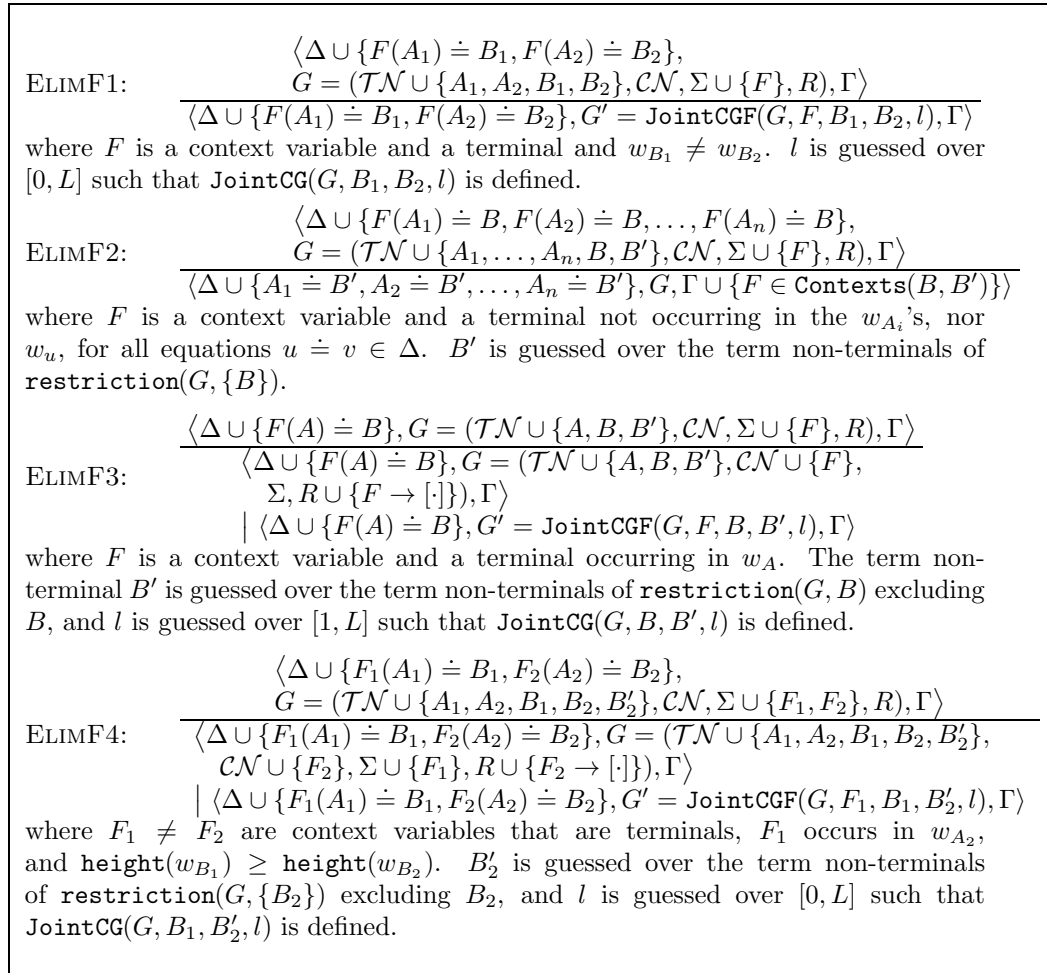 ⟨Δ ∪ {F(A₁) ≐ B₁, F(A₂) ≐ B₂},
ELIMF1: G = (𝒯𝒩 ∪ {A₁, A₂, B₁, B₂}, 𝒞𝒩, Σ ∪ {F}, R), Γ⟩
⟨Δ ∪ {F(A₁) ≐ B₁, F(A₂) ≐ B₂}, G′ = JointCGF(G, F, B₁, B₂, l), Γ⟩
where F is a context variable and a terminal and w_{B₁} ≠ w_{B₂}. l is guessed over
[0, L] such that JointCG(G, B₁, B₂, l) is defined.
⟨Δ ∪ {F(A₁) ≐ B, F(A₂) ≐ B, . . . , F(Aₙ) ≐ B},
ELIMF2: G = (𝒯𝒩 ∪ {A₁, . . . , Aₙ, B, B′}, 𝒞𝒩, Σ ∪ {F}, R), Γ⟩
⟨Δ ∪ {A₁ ≐ B′, A₂ ≐ B′, . . . , Aₙ ≐ B′}, G, Γ ∪ {F ∈ Contexts(B, B′)}⟩
where F is a context variable and a terminal not occurring in the w_{Aᵢ}'s, nor
w_u, for all equations u ≐ v ∈ Δ. B′ is guessed over the term non-terminals of
restriction(G, {B}).
⟨Δ ∪ {F(A) ≐ B}, G = (𝒯𝒩 ∪ {A, B, B′}, 𝒞𝒩, Σ ∪ {F}, R), Γ⟩
ELIMF3: ⟨Δ ∪ {F(A) ≐ B}, G = (𝒯𝒩 ∪ {A, B, B′}, 𝒞𝒩 ∪ {F},
Σ, R ∪ {F → [·]}), Γ⟩
| ⟨Δ ∪ {F(A) ≐ B}, G′ = JointCGF(G, F, B, B′, l), Γ⟩
where F is a context variable and a terminal occurring in w_A. The term non-
terminal B′ is guessed over the term non-terminals of restriction(G, B) excluding
B, and l is guessed over [1, L] such that JointCG(G, B, B′, l) is defined.
⟨Δ ∪ {F₁(A₁) ≐ B₁, F₂(A₂) ≐ B₂},
G = (𝒯𝒩 ∪ {A₁, A₂, B₁, B₂, B₂′}, 𝒞𝒩, Σ ∪ {F₁, F₂}, R), Γ⟩
ELIMF4: ⟨Δ ∪ {F₁(A₁) ≐ B₁, F₂(A₂) ≐ B₂}, G = (𝒯𝒩 ∪ {A₁, A₂, B₁, B₂, B₂′},
𝒞𝒩 ∪ {F₂}, Σ ∪ {F₁}, R ∪ {F₂ → [·]}), Γ⟩
| ⟨Δ ∪ {F₁(A₁) ≐ B₁, F₂(A₂) ≐ B₂}, G′ = JointCGF(G, F₁, B₁, B₂′, l), Γ⟩
where F₁ ≠ F₂ are context variables that are terminals, F₁ occurs in w_{A₂},
and height(w_{B₁}) ≥ height(w_{B₂}). B₂′ is guessed over the term non-terminals
of restriction(G, {B₂}) excluding B₂, and l is guessed over [0, L] such that
JointCG(G, B₁, B₂′, l) is defined.